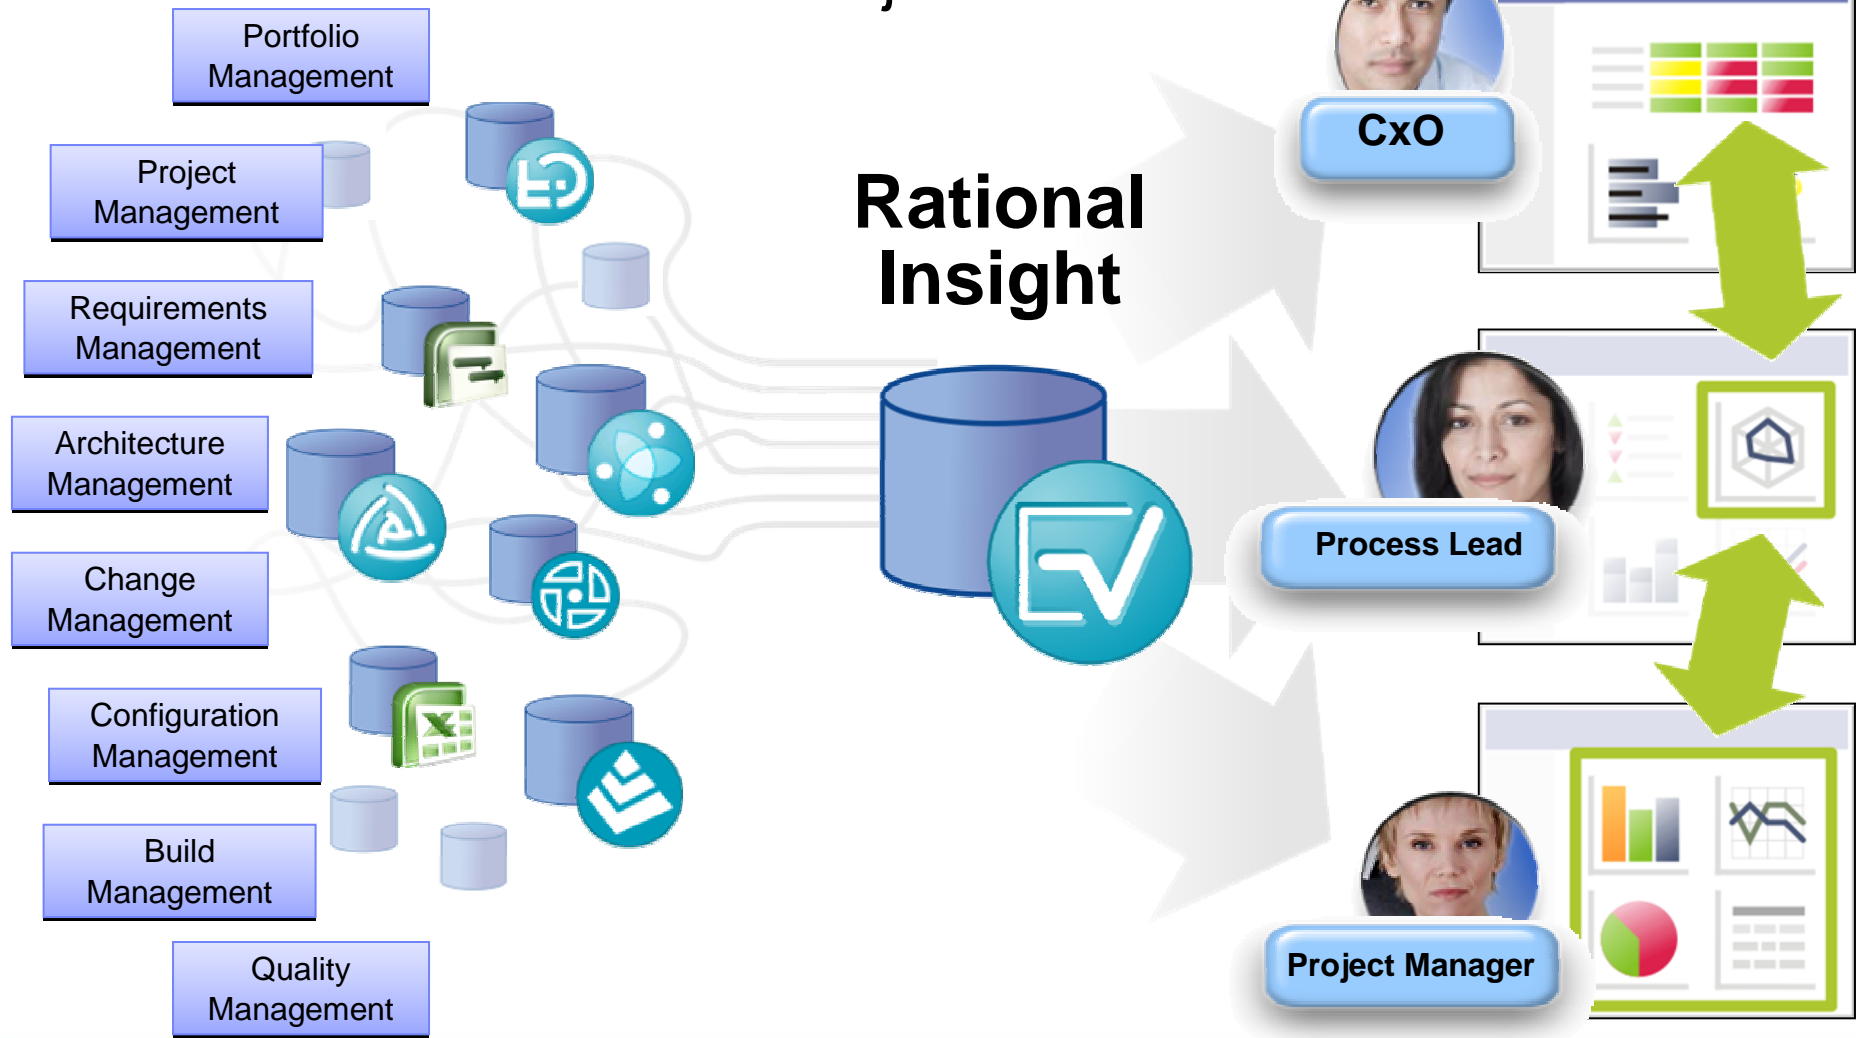 Portfolio
Management
Project
Management
Requirements
Management
Architecture
Management
Change
Management
Configuration
Management
Build
Management
Quality
Management
Rational
Insight
CxO
Process Lead
Project Manager